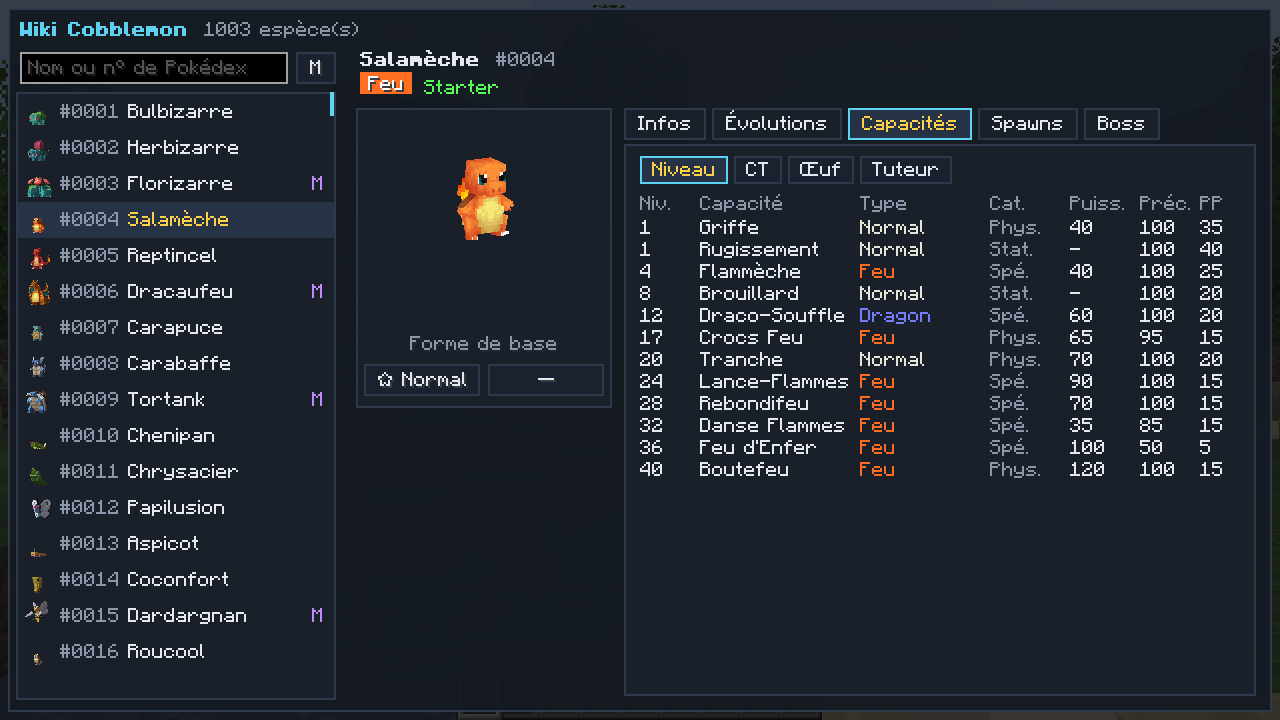 Wiki Cobblemon 1003 espèce(s)
Nom ou n° de Pokédex M
#0001 Bulbizarre
#0002 Herbizarre
#0003 Florizarre M
#0004 Salamèche
#0005 Reptincel
#0006 Dracaufeu M
#0007 Carapuce
#0008 Carabaffe
#0009 Tortank M
#0010 Chenipan
#0011 Chrysacier
#0012 Papilusion
#0013 Aspicot
#0014 Coconfort
#0015 Dardargnan M
#0016 Roucool
Salamèche #0004
Feu Starter
Forme de base
☆ Normal —
Infos Évolutions Capacités Spawns Boss
Niveau CT Œuf Tuteur
Niv. Capacité Type Cat. Puiss. Préc. PP
1 Griffe Normal Phys. 40 100 35
1 Rugissement Normal Stat. – 100 40
4 Flammèche Feu Spé. 40 100 25
8 Brouillard Normal Stat. – 100 20
12 Draco-Souffle Dragon Spé. 60 100 20
17 Crocs Feu Feu Phys. 65 95 15
20 Tranche Normal Phys. 70 100 20
24 Lance-Flammes Feu Spé. 90 100 15
28 Rebondifeu Feu Spé. 70 100 15
32 Danse Flammes Feu Spé. 35 85 15
36 Feu d'Enfer Feu Spé. 100 50 5
40 Boutefeu Feu Phys. 120 100 15